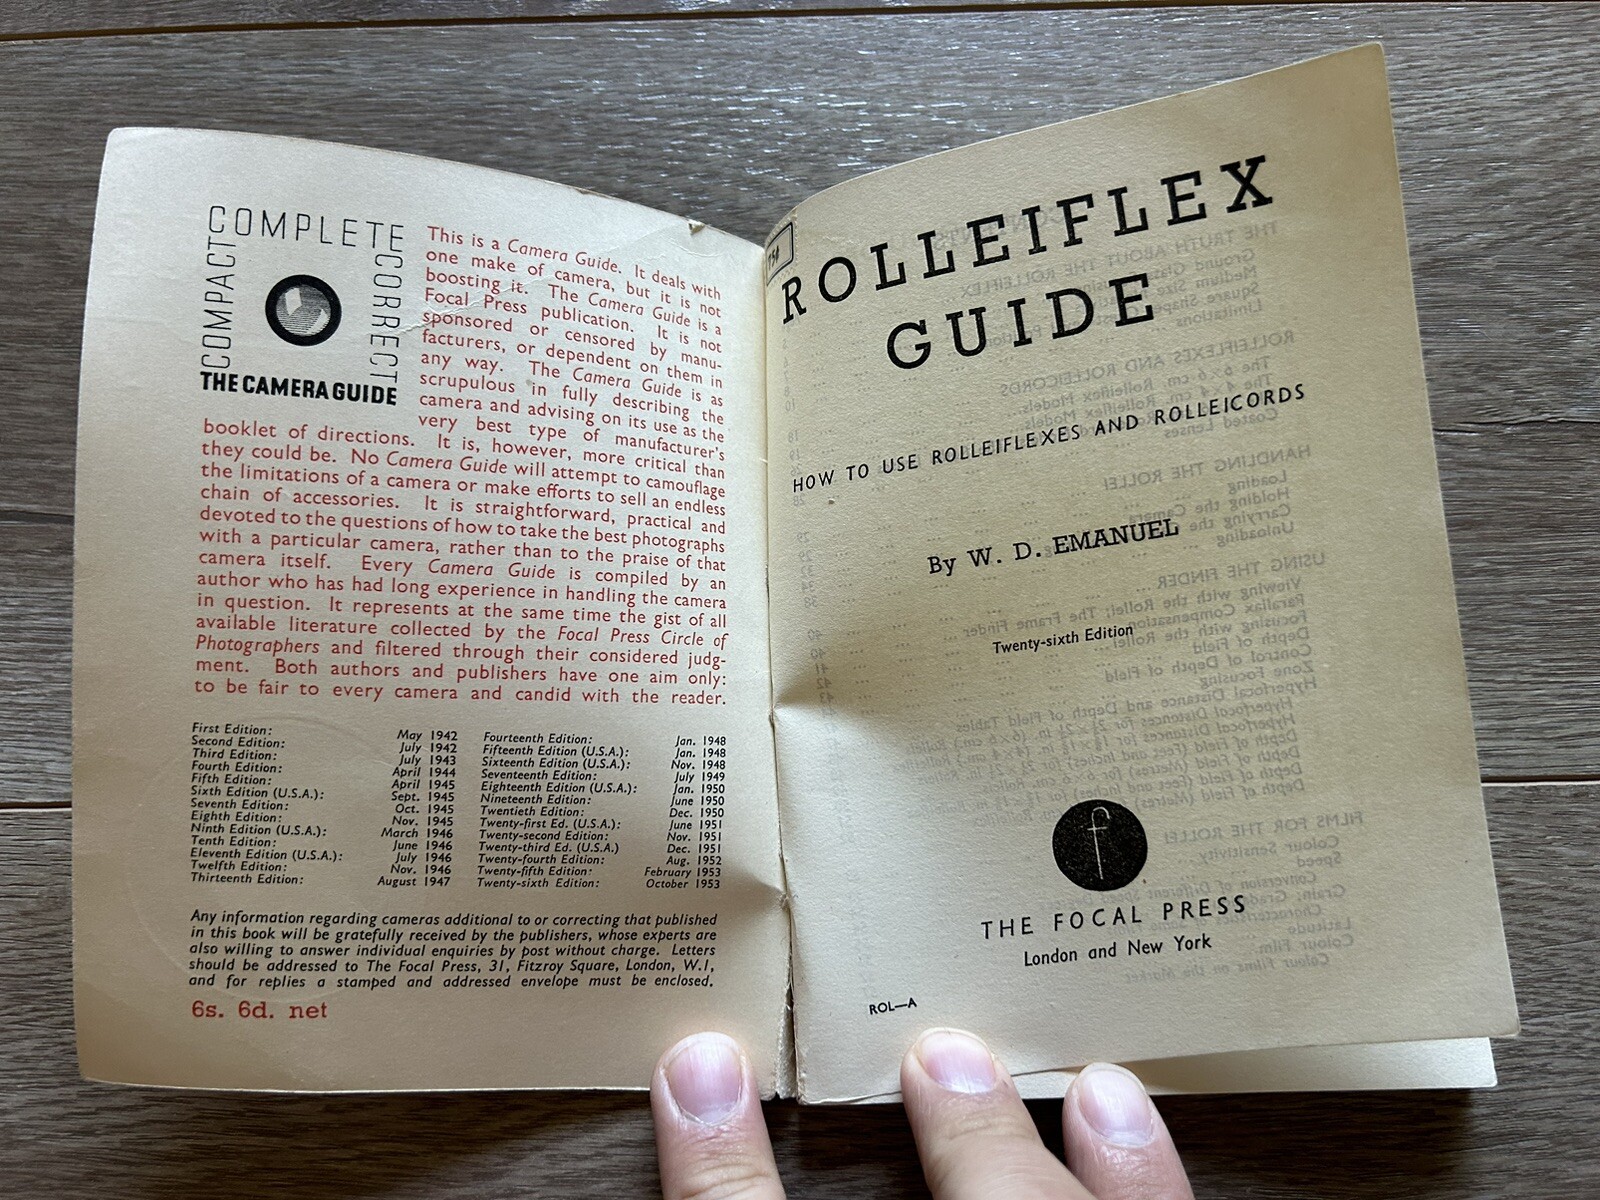 COMPLETE
COMPACT
CORRECT
THE CAMERA GUIDE
This is a Camera Guide. It deals with
one make of camera, but it is not
boosting it. The Camera Guide is a
Focal Press publication. It is not
sponsored or censored by manu-
facturers, or dependent on them in
any way. The Camera Guide is as
scrupulous in fully describing the
camera and advising on its use as the
very best type of manufacturer's
booklet of directions. It is, however, more critical than
they could be. No Camera Guide will attempt to camouflage
the limitations of a camera or make efforts to sell an endless
chain of accessories. It is straightforward, practical and
devoted to the questions of how to take the best photographs
with a particular camera, rather than to the praise of that
camera itself. Every Camera Guide is compiled by an
author who has had long experience in handling the camera
in question. It represents at the same time the gist of all
available literature collected by the Focal Press Circle of
Photographers and filtered through their considered judg-
ment. Both authors and publishers have one aim only:
to be fair to every camera and candid with the reader.
First Edition: May 1942
Second Edition: July 1942
Third Edition: July 1943
Fourth Edition: April 1944
Fifth Edition: April 1945
Sixth Edition (U.S.A.): Sept. 1945
Seventh Edition: Oct. 1945
Eighth Edition: Nov. 1945
Ninth Edition (U.S.A.): March 1946
Tenth Edition: June 1946
Eleventh Edition (U.S.A.): July 1946
Twelfth Edition: Nov. 1946
Thirteenth Edition: August 1947
Fourteenth Edition: Jan. 1948
Fifteenth Edition (U.S.A.): Jan. 1948
Sixteenth Edition (U.S.A.): Nov. 1948
Seventeenth Edition: July 1949
Eighteenth Edition (U.S.A.): Jan. 1950
Nineteenth Edition: June 1950
Twentieth Edition: Dec. 1950
Twenty-first Ed. (U.S.A.): June 1951
Twenty-second Edition: Nov. 1951
Twenty-third Ed. (U.S.A.) Dec. 1951
Twenty-fourth Edition: Aug. 1952
Twenty-fifth Edition: February 1953
Twenty-sixth Edition: October 1953
Any information regarding cameras additional to or correcting that published
in this book will be gratefully received by the publishers, whose experts are
also willing to answer individual enquiries by post without charge. Letters
should be addressed to The Focal Press, 31, Fitzroy Square, London, W.1,
and for replies a stamped and addressed envelope must be enclosed.
6s. 6d. net
ROLLEIFLEX
GUIDE
HOW TO USE ROLLEIFLEXES AND ROLLEICORDS
By W. D. EMANUEL
Twenty-sixth Edition
f
THE FOCAL PRESS
London and New York
ROL—A